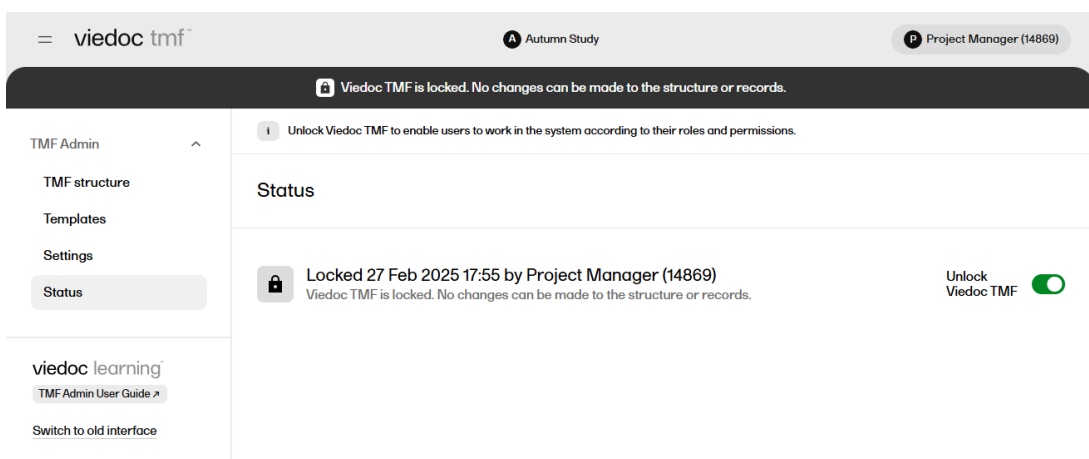 viedoc tmf™
A Autumn Study
P Project Manager (14869)
Viedoc TMF is locked. No changes can be made to the structure or records.
TMF Admin
TMF structure
Templates
Settings
Status
viedoc learning™
TMF Admin User Guide ↗
Switch to old interface
i Unlock Viedoc TMF to enable users to work in the system according to their roles and permissions.
Status
Locked 27 Feb 2025 17:55 by Project Manager (14869)
Viedoc TMF is locked. No changes can be made to the structure or records.
Unlock
Viedoc TMF